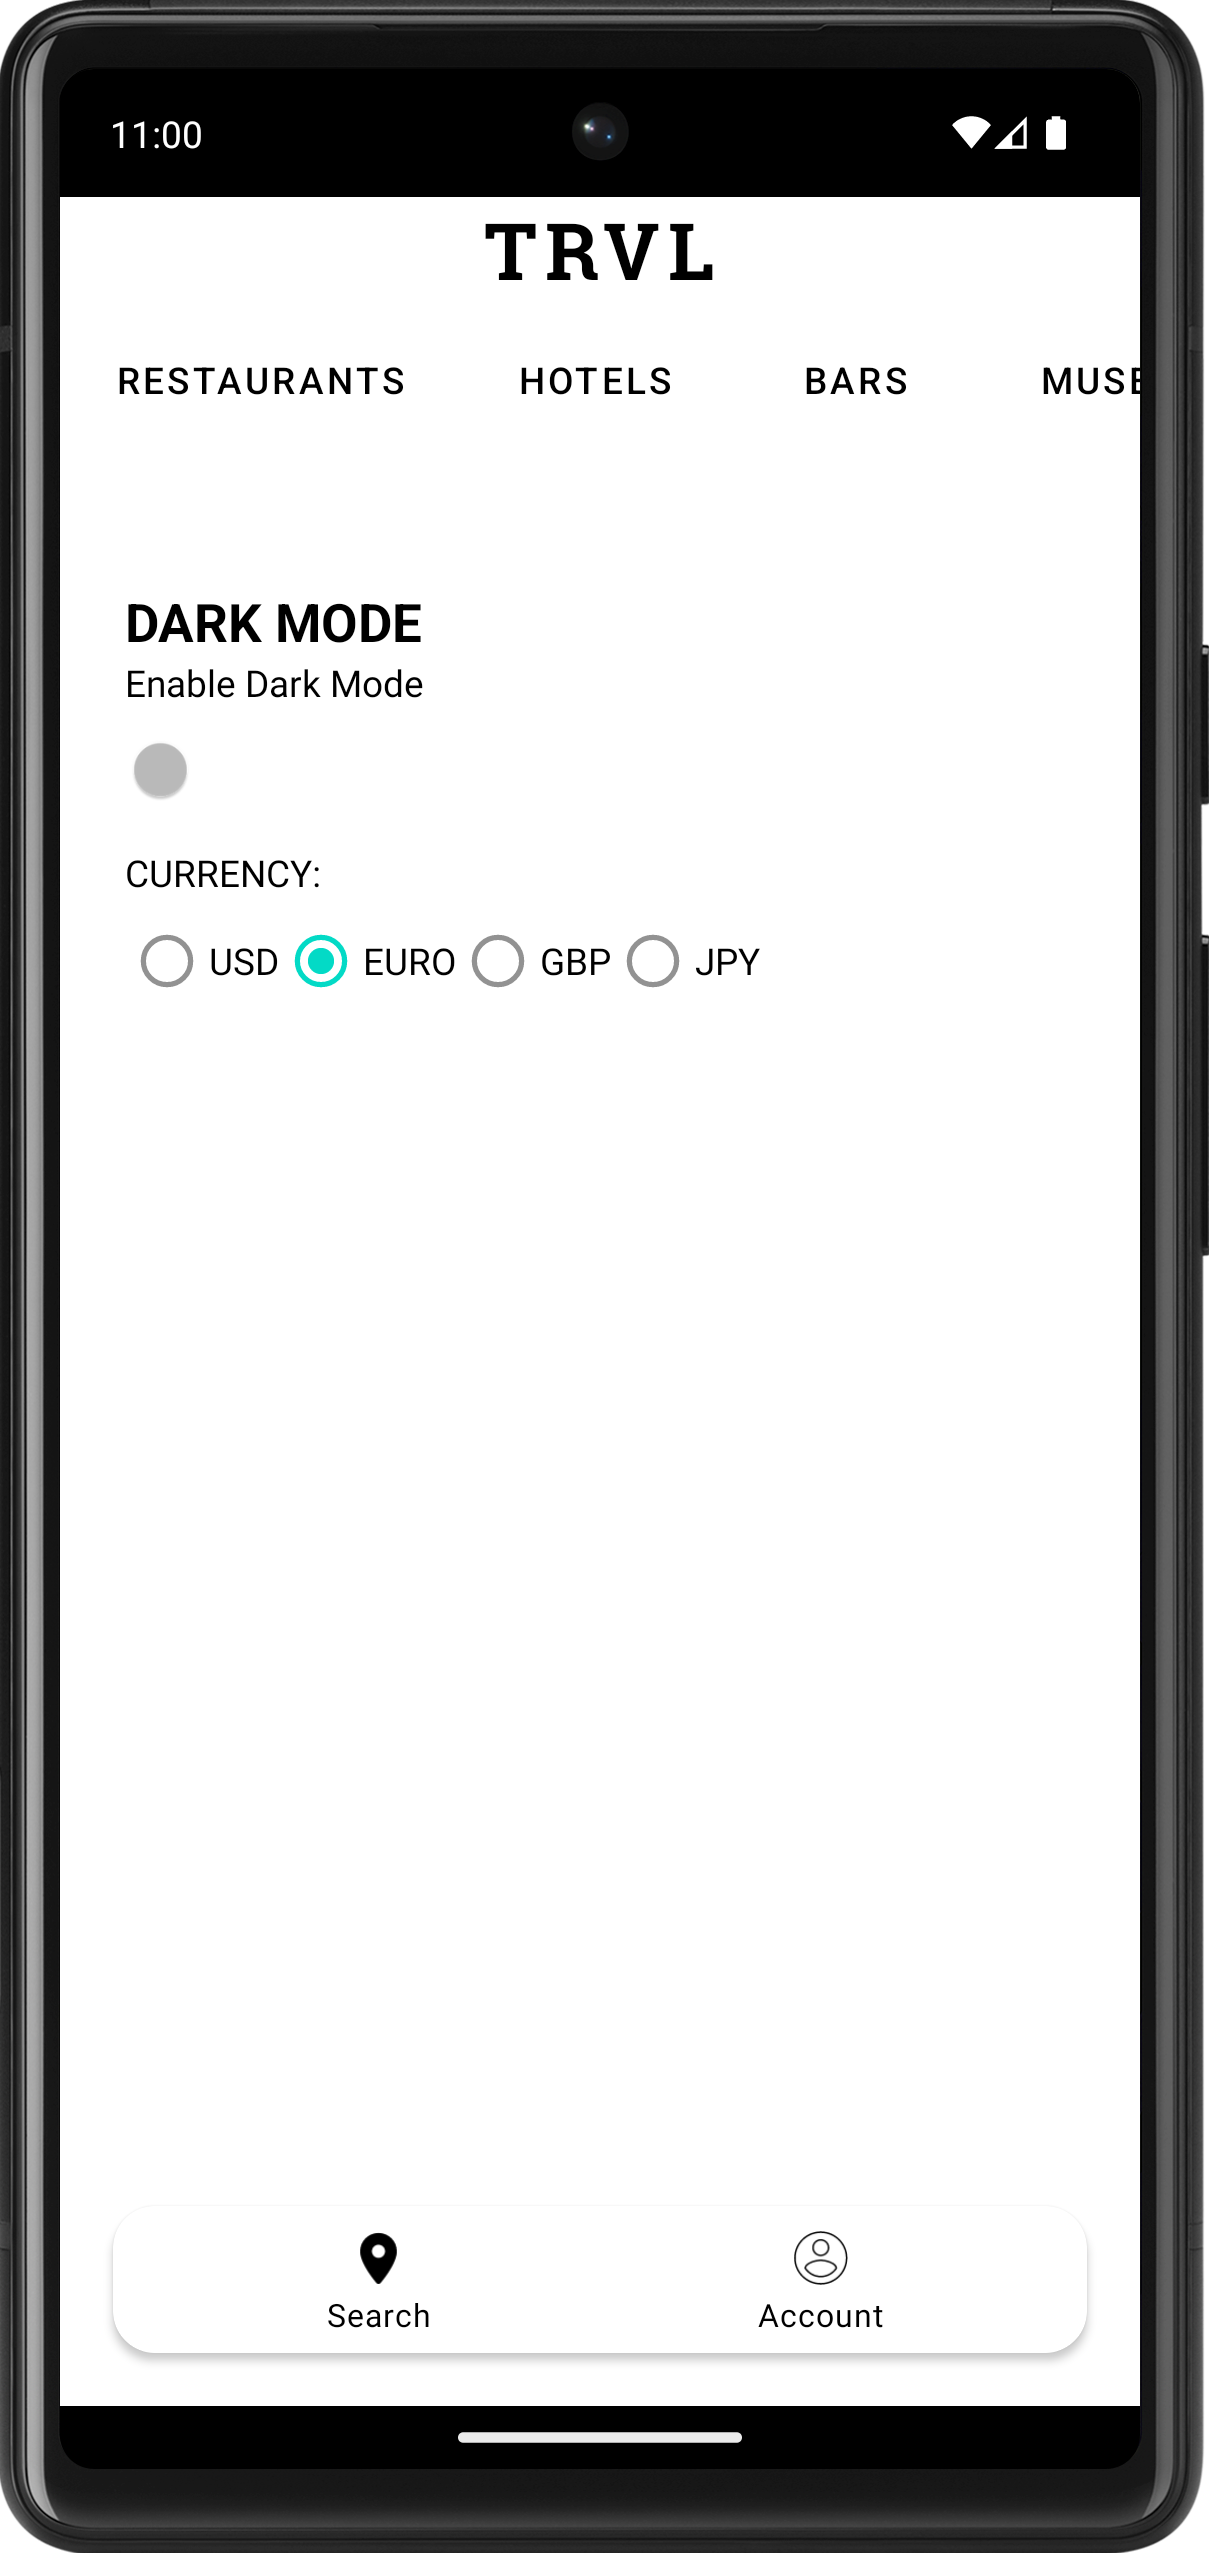 11:00
TRVL
RESTAURANTS HOTELS BARS MUSE
DARK MODE
Enable Dark Mode
CURRENCY:
USD EURO GBP JPY
Search Account